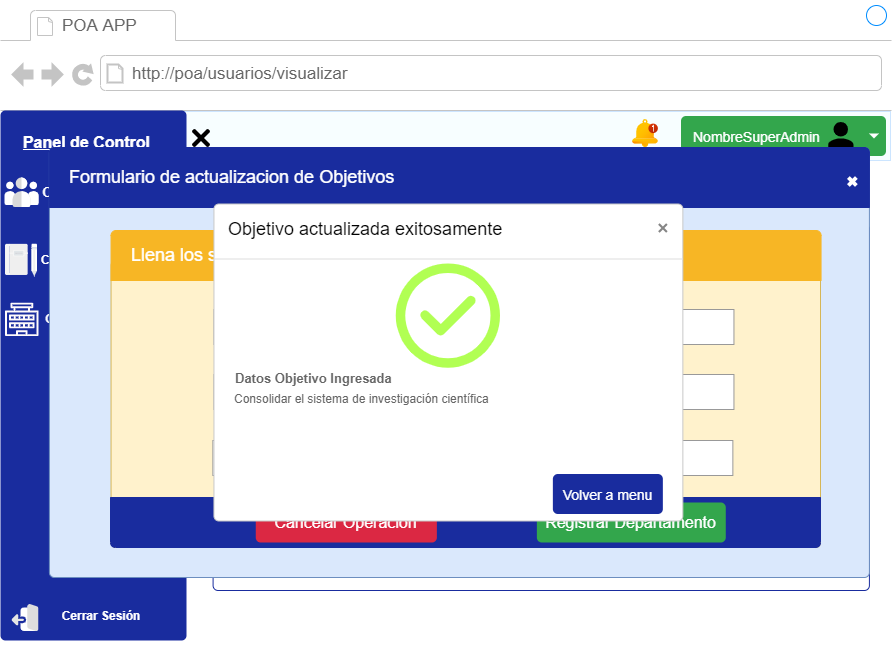 POA APP
http://poa/usuarios/visualizar
Panel de Control
1
NombreSuperAdmin
Formulario de actualizacion de Objetivos
Objetivo actualizada exitosamente
Llena los
Datos Objetivo Ingresada
Consolidar el sistema de investigación científica
Volver a menu
Cancelar Operación
Registrar Departamento
Cerrar Sesión